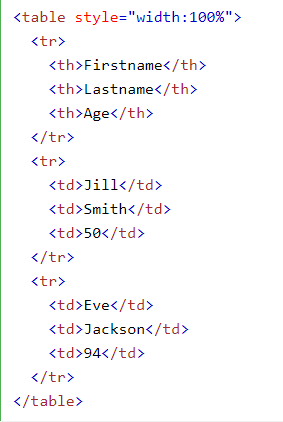 <table style="width:100%">
  <tr>
    <th>Firstname</th>
    <th>Lastname</th>
    <th>Age</th>
  </tr>
  <tr>
    <td>Jill</td>
    <td>Smith</td>
    <td>50</td>
  </tr>
  <tr>
    <td>Eve</td>
    <td>Jackson</td>
    <td>94</td>
  </tr>
</table>